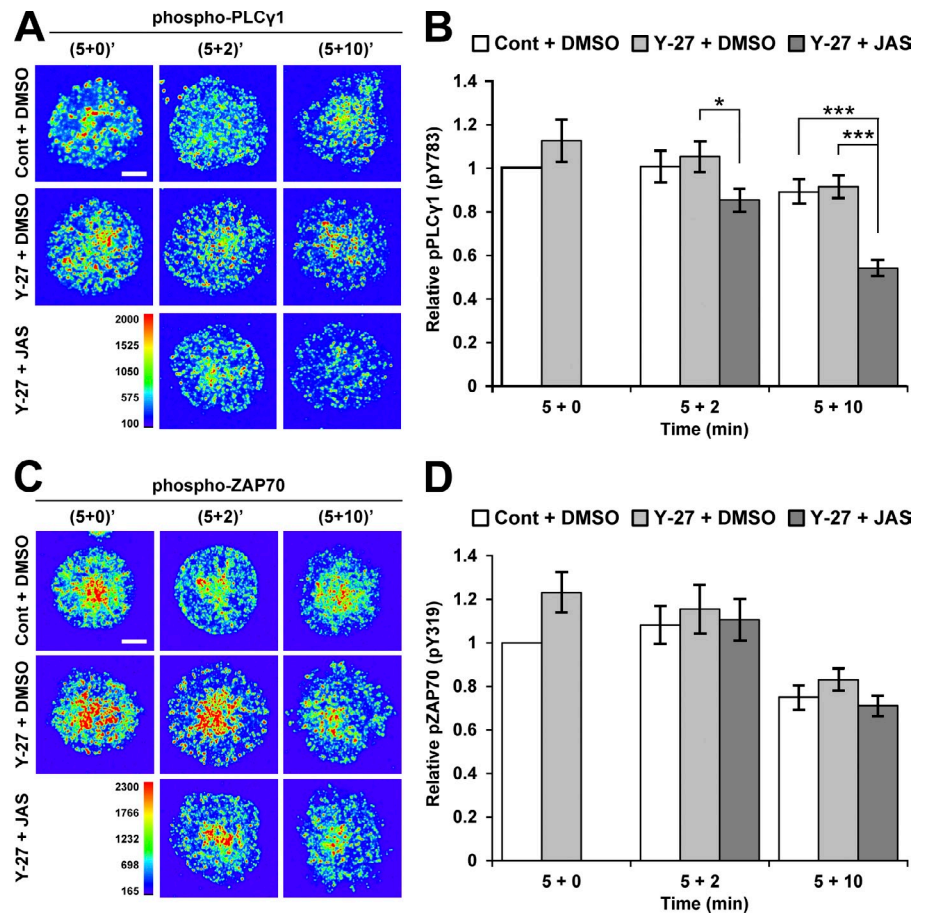 A
phospho-PLCγ1
(5+0)’ (5+2)’ (5+10)’
Cont + DMSO
Y-27 + DMSO
Y-27 + JAS
2000
1525
1050
575
100
B
Cont + DMSO Y-27 + DMSO Y-27 + JAS
Relative pPLCγ1 (pY783)
1.4
1.2
1
0.8
0.6
0.4
0.2
0
*
***
***
5 + 0 5 + 2 5 + 10
Time (min)
C
phospho-ZAP70
(5+0)’ (5+2)’ (5+10)’
Cont + DMSO
Y-27 + DMSO
Y-27 + JAS
2300
1766
1232
698
165
D
Cont + DMSO Y-27 + DMSO Y-27 + JAS
Relative pZAP70 (pY319)
1.4
1.2
1
0.8
0.6
0.4
0.2
0
5 + 0 5 + 2 5 + 10
Time (min)